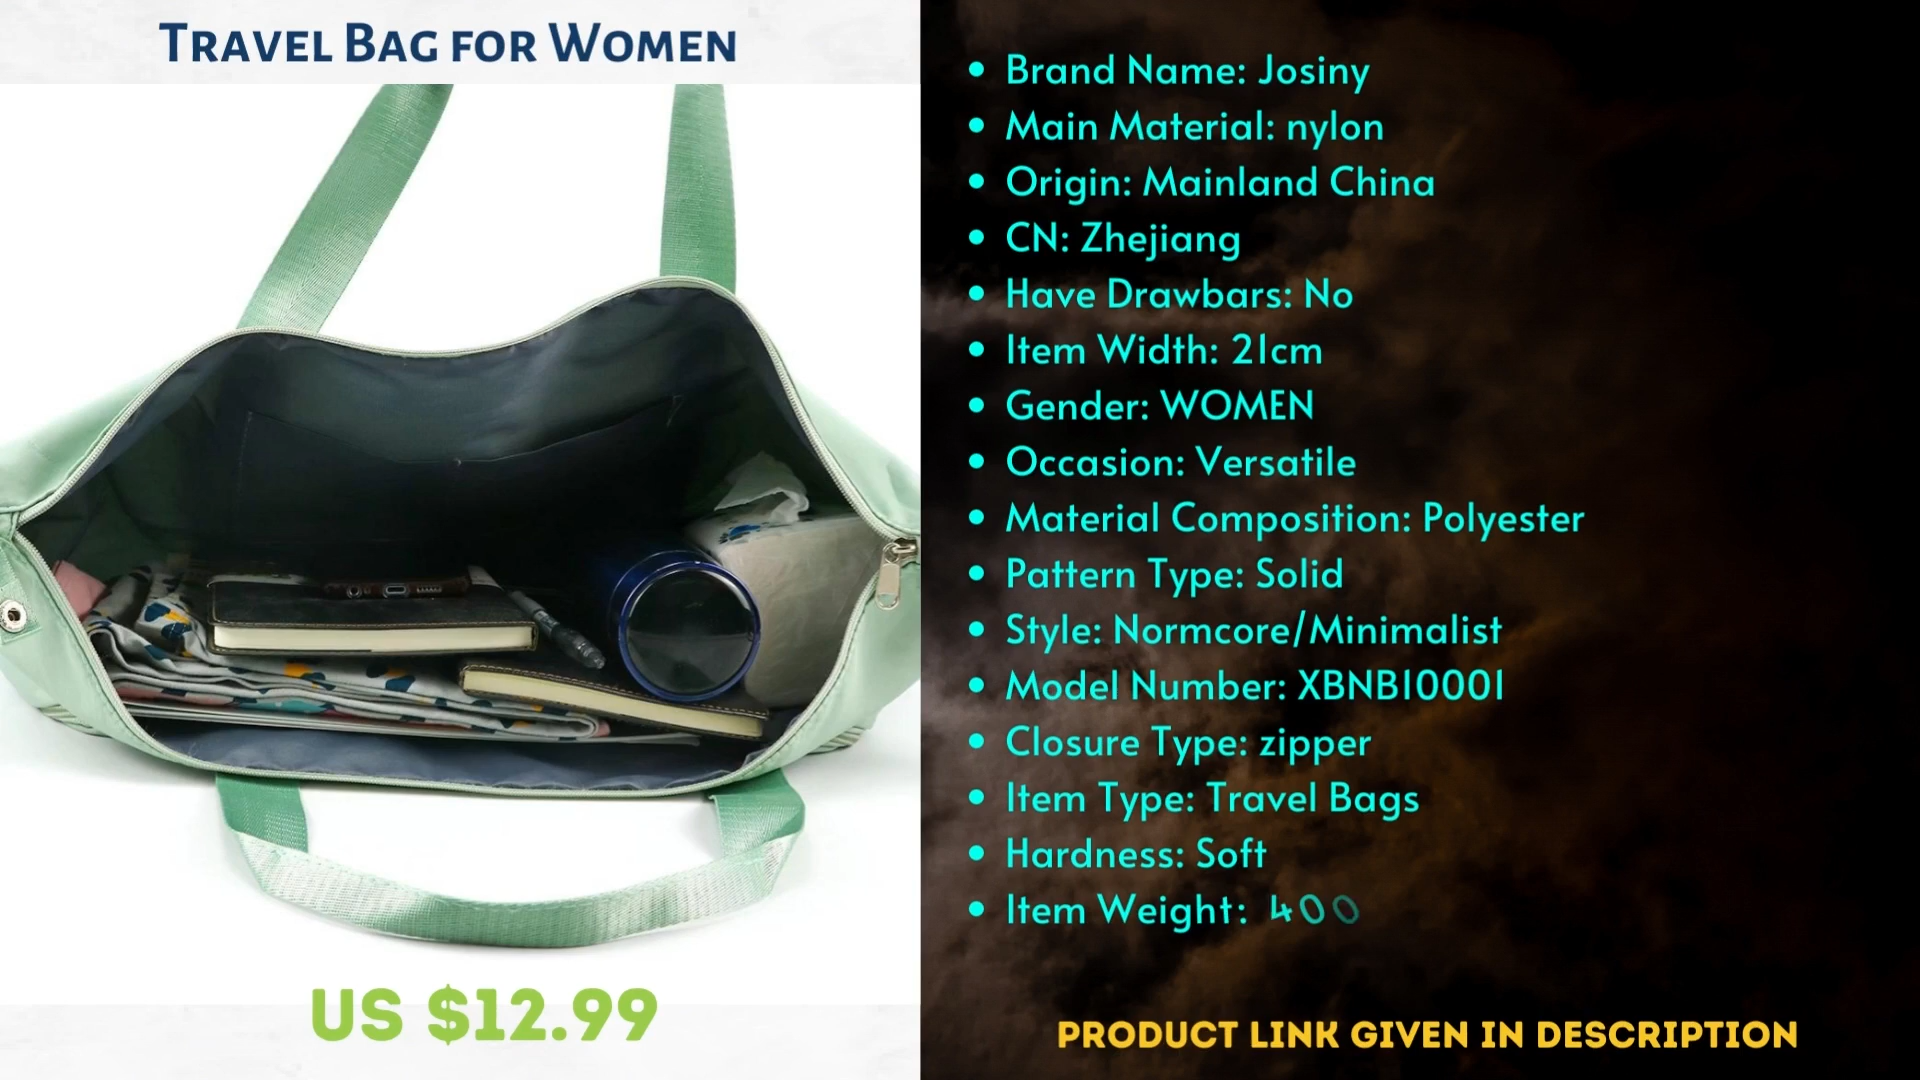 Travel Bag for Women
US $12.99
• Brand Name: Josiny
• Main Material: nylon
• Origin: Mainland China
• CN: Zhejiang
• Have Drawbars: No
• Item Width: 21cm
• Gender: WOMEN
• Occasion: Versatile
• Material Composition: Polyester
• Pattern Type: Solid
• Style: Normcore/Minimalist
• Model Number: XBNB10001
• Closure Type: zipper
• Item Type: Travel Bags
• Hardness: Soft
• Item Weight: 400
PRODUCT LINK GIVEN IN DESCRIPTION